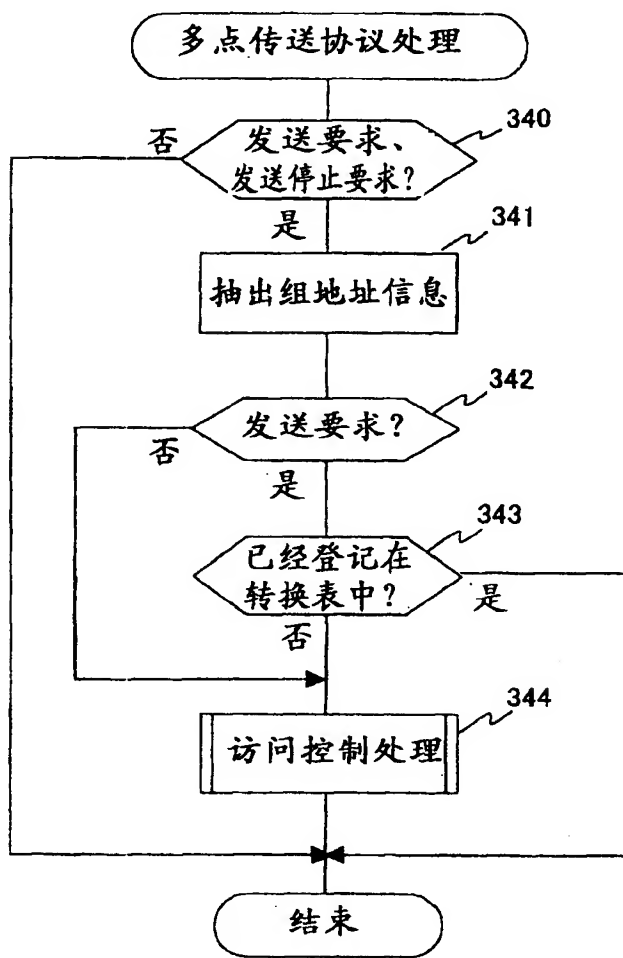 多点传送协议处理
340
否
发送要求、
发送停止要求?
是
341
抽出组地址信息
342
发送要求?
否
是
343
已经登记在
转换表中?
是
否
344
访问控制处理
结束